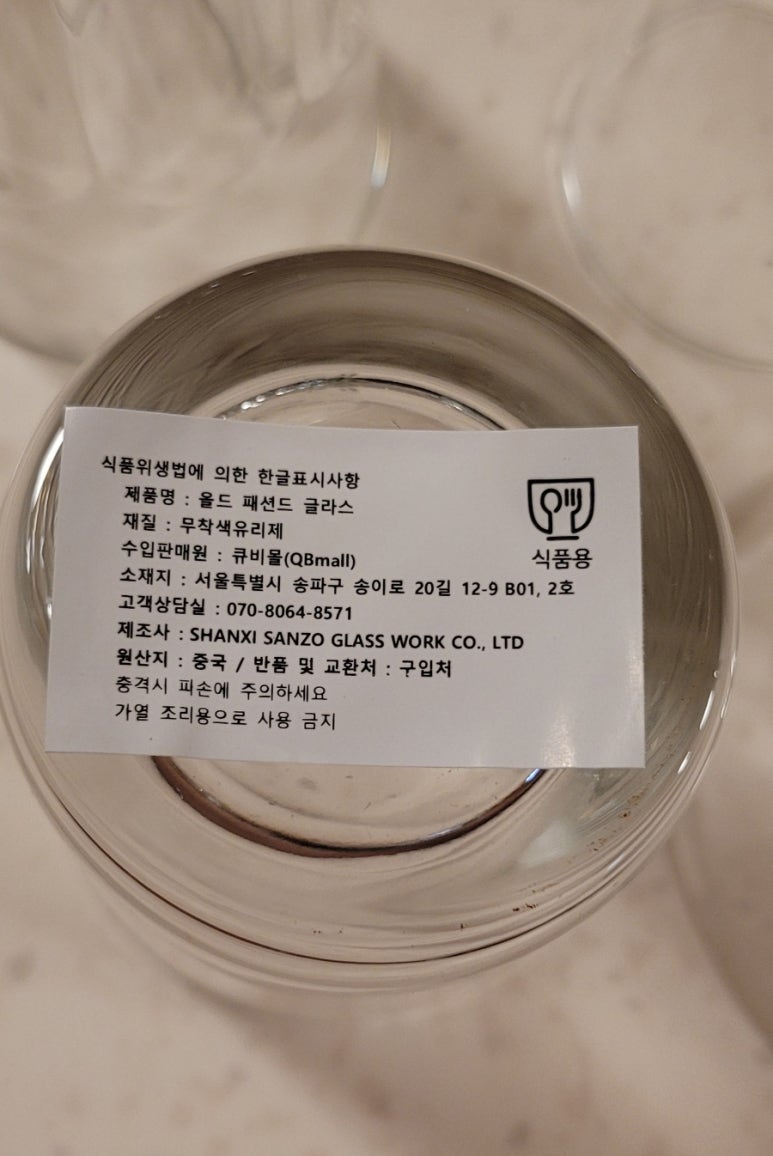 식품위생법에 의한 한글표시사항
제품명 : 올드 패션드 글라스
재질 : 무착색유리제
수입판매원 : 큐비몰(QBmall)
소재지 : 서울특별시 송파구 송이로 20길 12-9 B01, 2호
고객상담실 : 070-8064-8571
제조사 : SHANXI SANZO GLASS WORK CO., LTD
원산지 : 중국 / 반품 및 교환처 : 구입처
충격시 피손에 주의하세요
가열 조리용으로 사용 금지
식품용